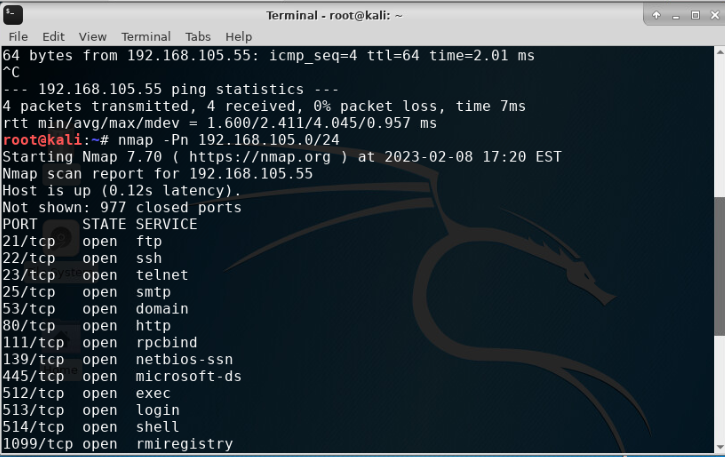 Terminal - root@kali: ~
File Edit View Terminal Tabs Help
64 bytes from 192.168.105.55: icmp_seq=4 ttl=64 time=2.01 ms
^C
--- 192.168.105.55 ping statistics ---
4 packets transmitted, 4 received, 0% packet loss, time 7ms
rtt min/avg/max/mdev = 1.600/2.411/4.045/0.957 ms
root@kali:~# nmap -Pn 192.168.105.0/24
Starting Nmap 7.70 ( https://nmap.org ) at 2023-02-08 17:20 EST
Nmap scan report for 192.168.105.55
Host is up (0.12s latency).
Not shown: 977 closed ports
PORT     STATE SERVICE
21/tcp   open  ftp
22/tcp   open  ssh
23/tcp   open  telnet
25/tcp   open  smtp
53/tcp   open  domain
80/tcp   open  http
111/tcp  open  rpcbind
139/tcp  open  netbios-ssn
445/tcp  open  microsoft-ds
512/tcp  open  exec
513/tcp  open  login
514/tcp  open  shell
1099/tcp open  rmiregistry